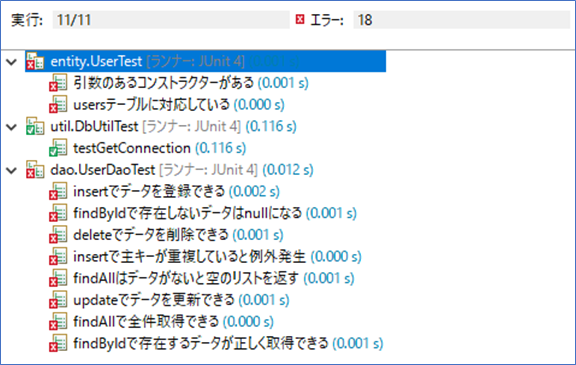 実行: 11/11 エラー: 18
entity.UserTest [ランナー: JUnit 4]
引数のあるコンストラクターがある (0.001 s)
usersテーブルに対応している (0.000 s)
util.DbUtilTest [ランナー: JUnit 4] (0.116 s)
testGetConnection (0.116 s)
dao.UserDaoTest [ランナー: JUnit 4] (0.012 s)
insertでデータを登録できる (0.002 s)
findByIdで存在しないデータはnullになる (0.001 s)
deleteでデータを削除できる (0.001 s)
insertで主キーが重複していると例外発生 (0.000 s)
findAllはデータがないと空のリストを返す (0.001 s)
updateでデータを更新できる (0.001 s)
findAllで全件取得できる (0.000 s)
findByIdで存在するデータが正しく取得できる (0.001 s)